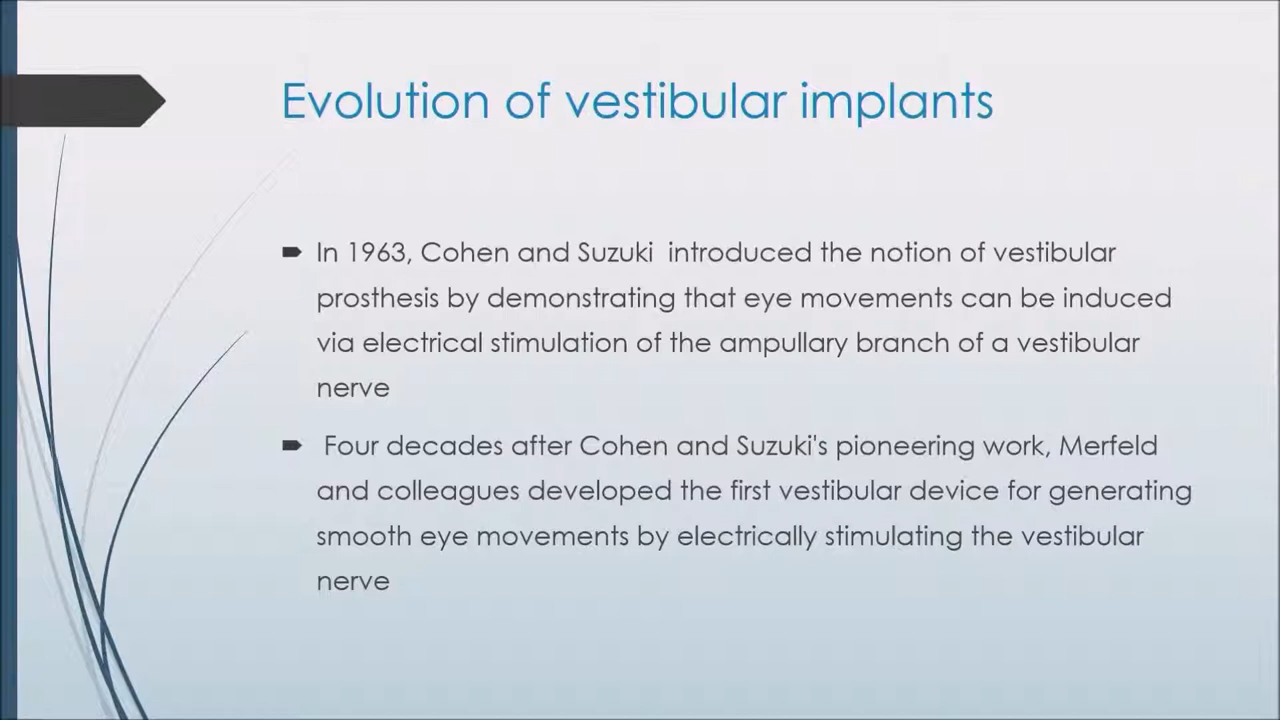 Evolution of vestibular implants
In 1963, Cohen and Suzuki  introduced the notion of vestibular
prosthesis by demonstrating that eye movements can be induced
via electrical stimulation of the ampullary branch of a vestibular
nerve
Four decades after Cohen and Suzuki's pioneering work, Merfeld
and colleagues developed the first vestibular device for generating
smooth eye movements by electrically stimulating the vestibular
nerve